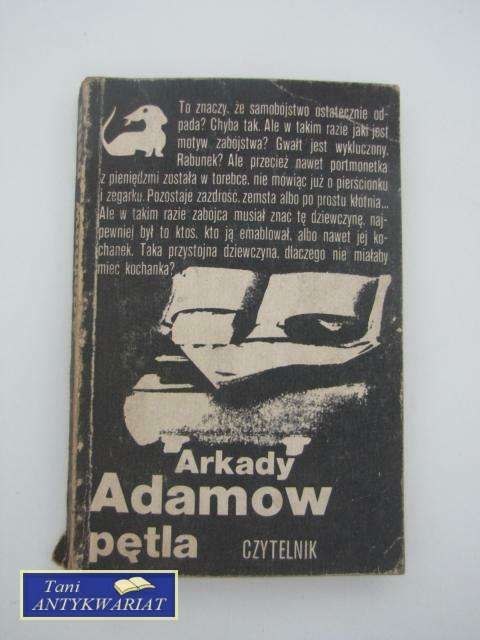 To znaczy, że samobójstwo ostatecznie od-
pada? Chyba tak. Ale w takim razie jaki jest
motyw zabójstwa? Gwałt jest wykluczony.
Rabunek? Ale przecież nawet portmonetka
z pieniędzmi została w torebce, nie mówiąc już o pierścionku
i zegarku. Pozostaje zazdrość, zemsta albo po prostu kłótnia...
Ale w takim razie zabójca musiał znać tę dziewczynę, naj-
pewniej był to ktoś, kto ją emablował, albo nawet jej ko-
chanek. Taka przystojna dziewczyna, dlaczego nie miałaby
mieć kochanka?
Arkady
Adamow
pętla
CZYTELNIK
Tani
ANTYKWARIAT